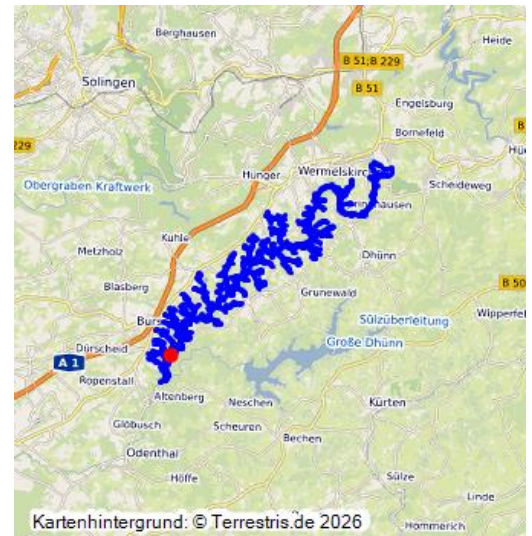 Berghausen
Heide
Solingen
B 51;B 229
B 51
Engelsburg
229
Bornefeld
Wermelskirc
Hunger
Obergraben Kraftwerk
Scheideweg
hausen
Kuhle
Metzholz
Dhünn
Blasberg
B 50
Grunewald
Wipperfe
Burs
Sülzüberleitung
Dürscheid
Große Dhünn
A 1
Ropenstall
Altenberg
Neschen
Kürten
Glöbusch
Scheuren
Odenthal
Bechen
Höffe
Sülze
Linde
Kartenhintergrund: © Terrestris.de 2026
Hommerich